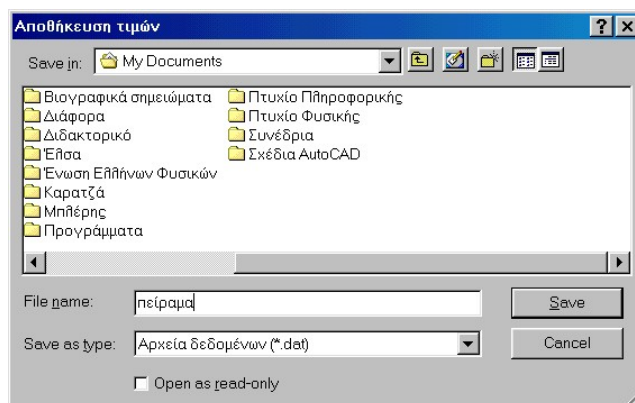 Αποθήκευση τιμών
Save in: My Documents
Βιογραφικά σημειώματα
Διάφορα
Διδακτορικό
Έλσα
Ένωση Ελλήνων Φυσικών
Καρατζά
Μπλέρης
Προγράμματα
Πτυχίο Πληροφορικής
Πτυχίο Φυσικής
Συνέδρια
Σχέδια AutoCAD
File name: πείραμα Save
Save as type: Αρχεία δεδομένων (*.dat) Cancel
Open as read-only